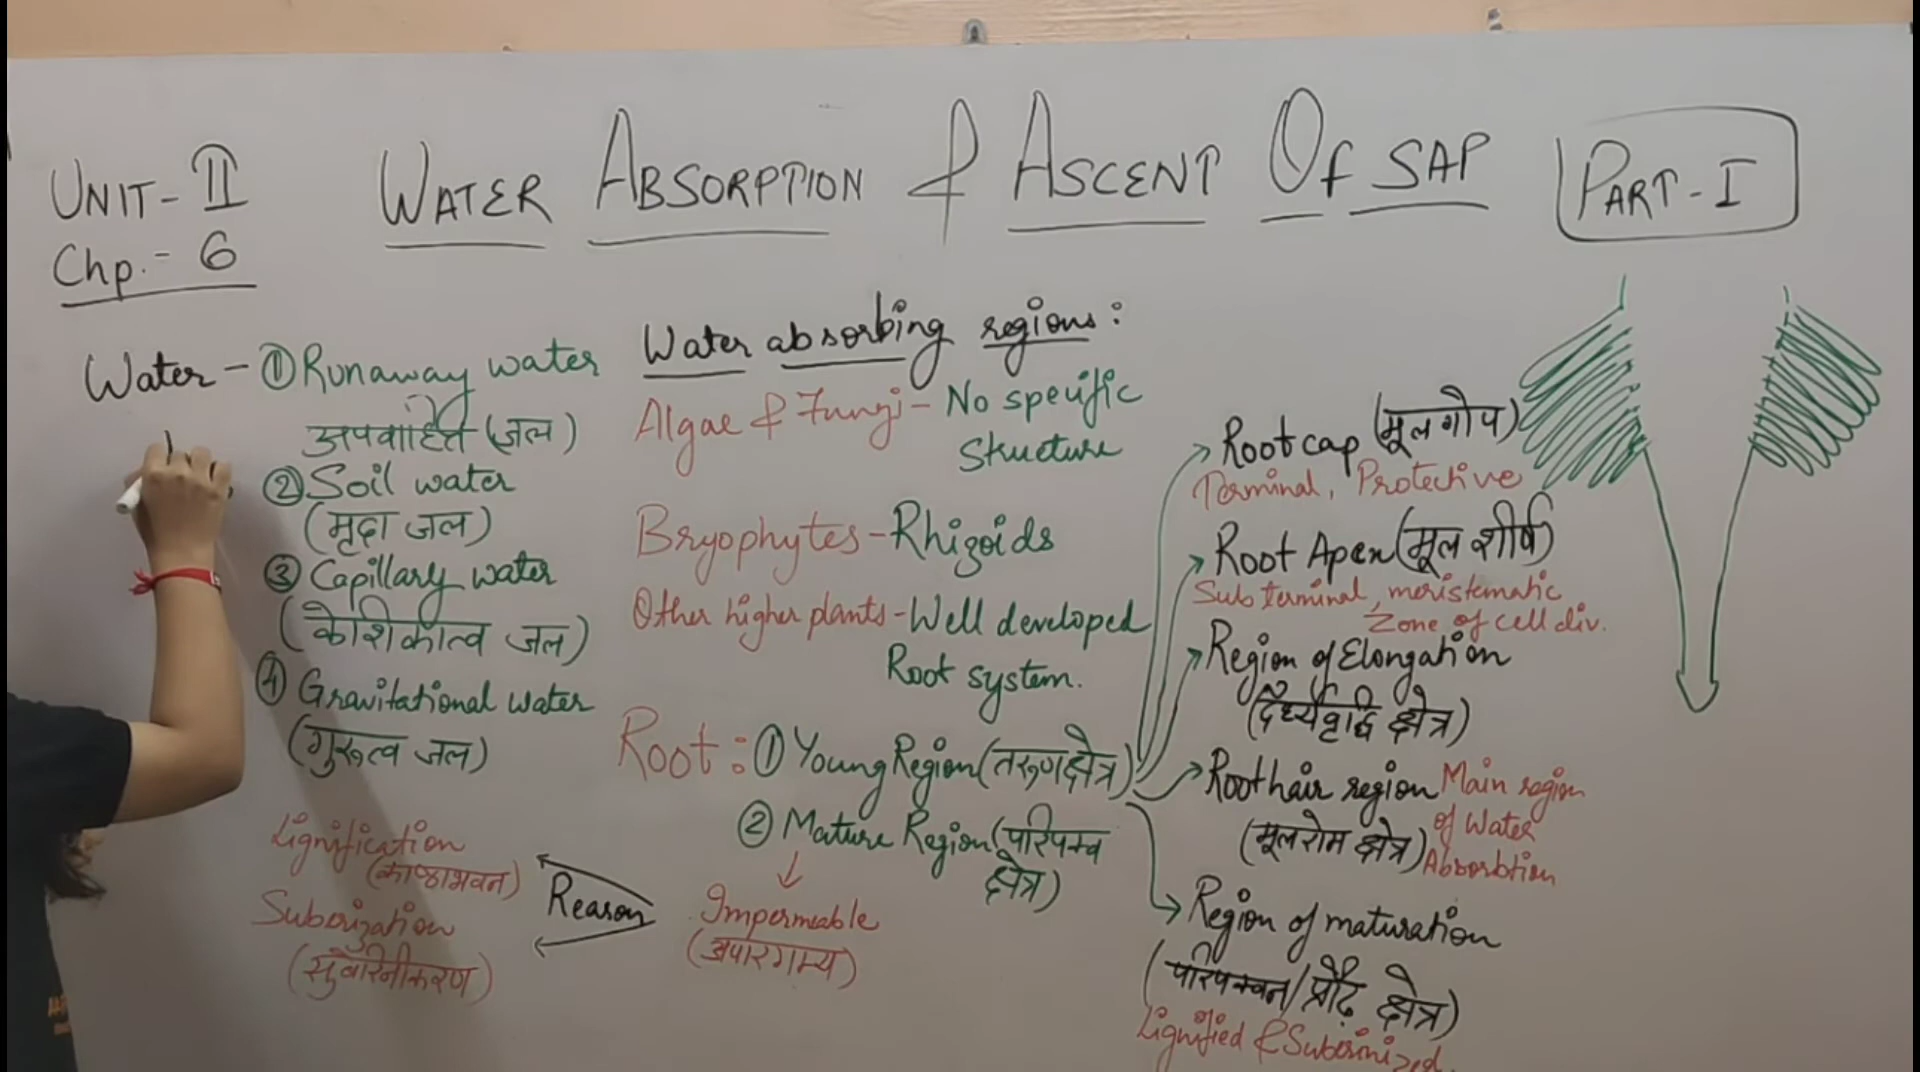 UNIT-II
Chp.- 6
WATER ABSORPTION & ASCENT Of SAP
PART-I
Water - ① Runaway water
अपवाहित (जल)
② Soil water
(मृदा जल)
③ Capillary water
(केशिकात्व जल)
④ Gravitational water
(गुरूत्व जल)
Water absorbing regions:
Algae & Fungi - No specific
Structure
Bryophytes - Rhizoids
Other higher plants - Well developed
Root system.
Root: ① Young Region (तरुण क्षेत्र)
② Mature Region (परिपक्व
क्षेत्र)
Impermeable
(अपारगम्य)
Reason
Lignification
(काष्ठाभवन)
Suberization
(सुबेरिनीकरण)
Root cap (मूल गोप)
Terminal, Protective
Root Apex (मूल शीर्ष)
Sub terminal, meristematic
Zone of cell div.
Region of Elongation
(दैर्ध्यवृद्धि क्षेत्र)
Root hair region Main region
of Water
(मूलरोम क्षेत्र) Absorbtion
Region of maturation
(परिपक्वन/प्रौढ़ क्षेत्र)
Lignified & Suberinized